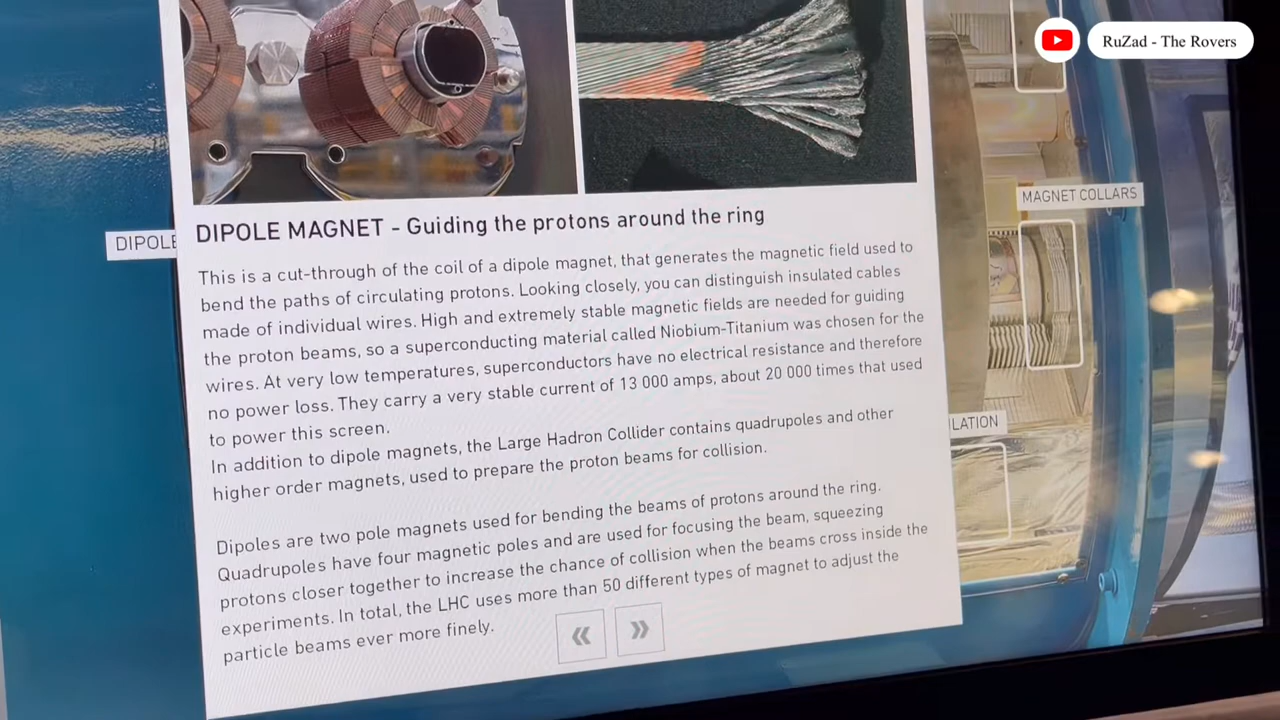 RuZad - The Rovers
MAGNET COLLARS
DIPOLE
DIPOLE MAGNET - Guiding the protons around the ring
This is a cut-through of the coil of a dipole magnet, that generates the magnetic field used to
bend the paths of circulating protons. Looking closely, you can distinguish insulated cables
made of individual wires. High and extremely stable magnetic fields are needed for guiding
the proton beams, so a superconducting material called Niobium-Titanium was chosen for the
wires. At very low temperatures, superconductors have no electrical resistance and therefore
no power loss. They carry a very stable current of 13 000 amps, about 20 000 times that used
to power this screen.
In addition to dipole magnets, the Large Hadron Collider contains quadrupoles and other
higher order magnets, used to prepare the proton beams for collision.
LATION
Dipoles are two pole magnets used for bending the beams of protons around the ring.
Quadrupoles have four magnetic poles and are used for focusing the beam, squeezing
protons closer together to increase the chance of collision when the beams cross inside the
experiments. In total, the LHC uses more than 50 different types of magnet to adjust the
particle beams ever more finely.
« »